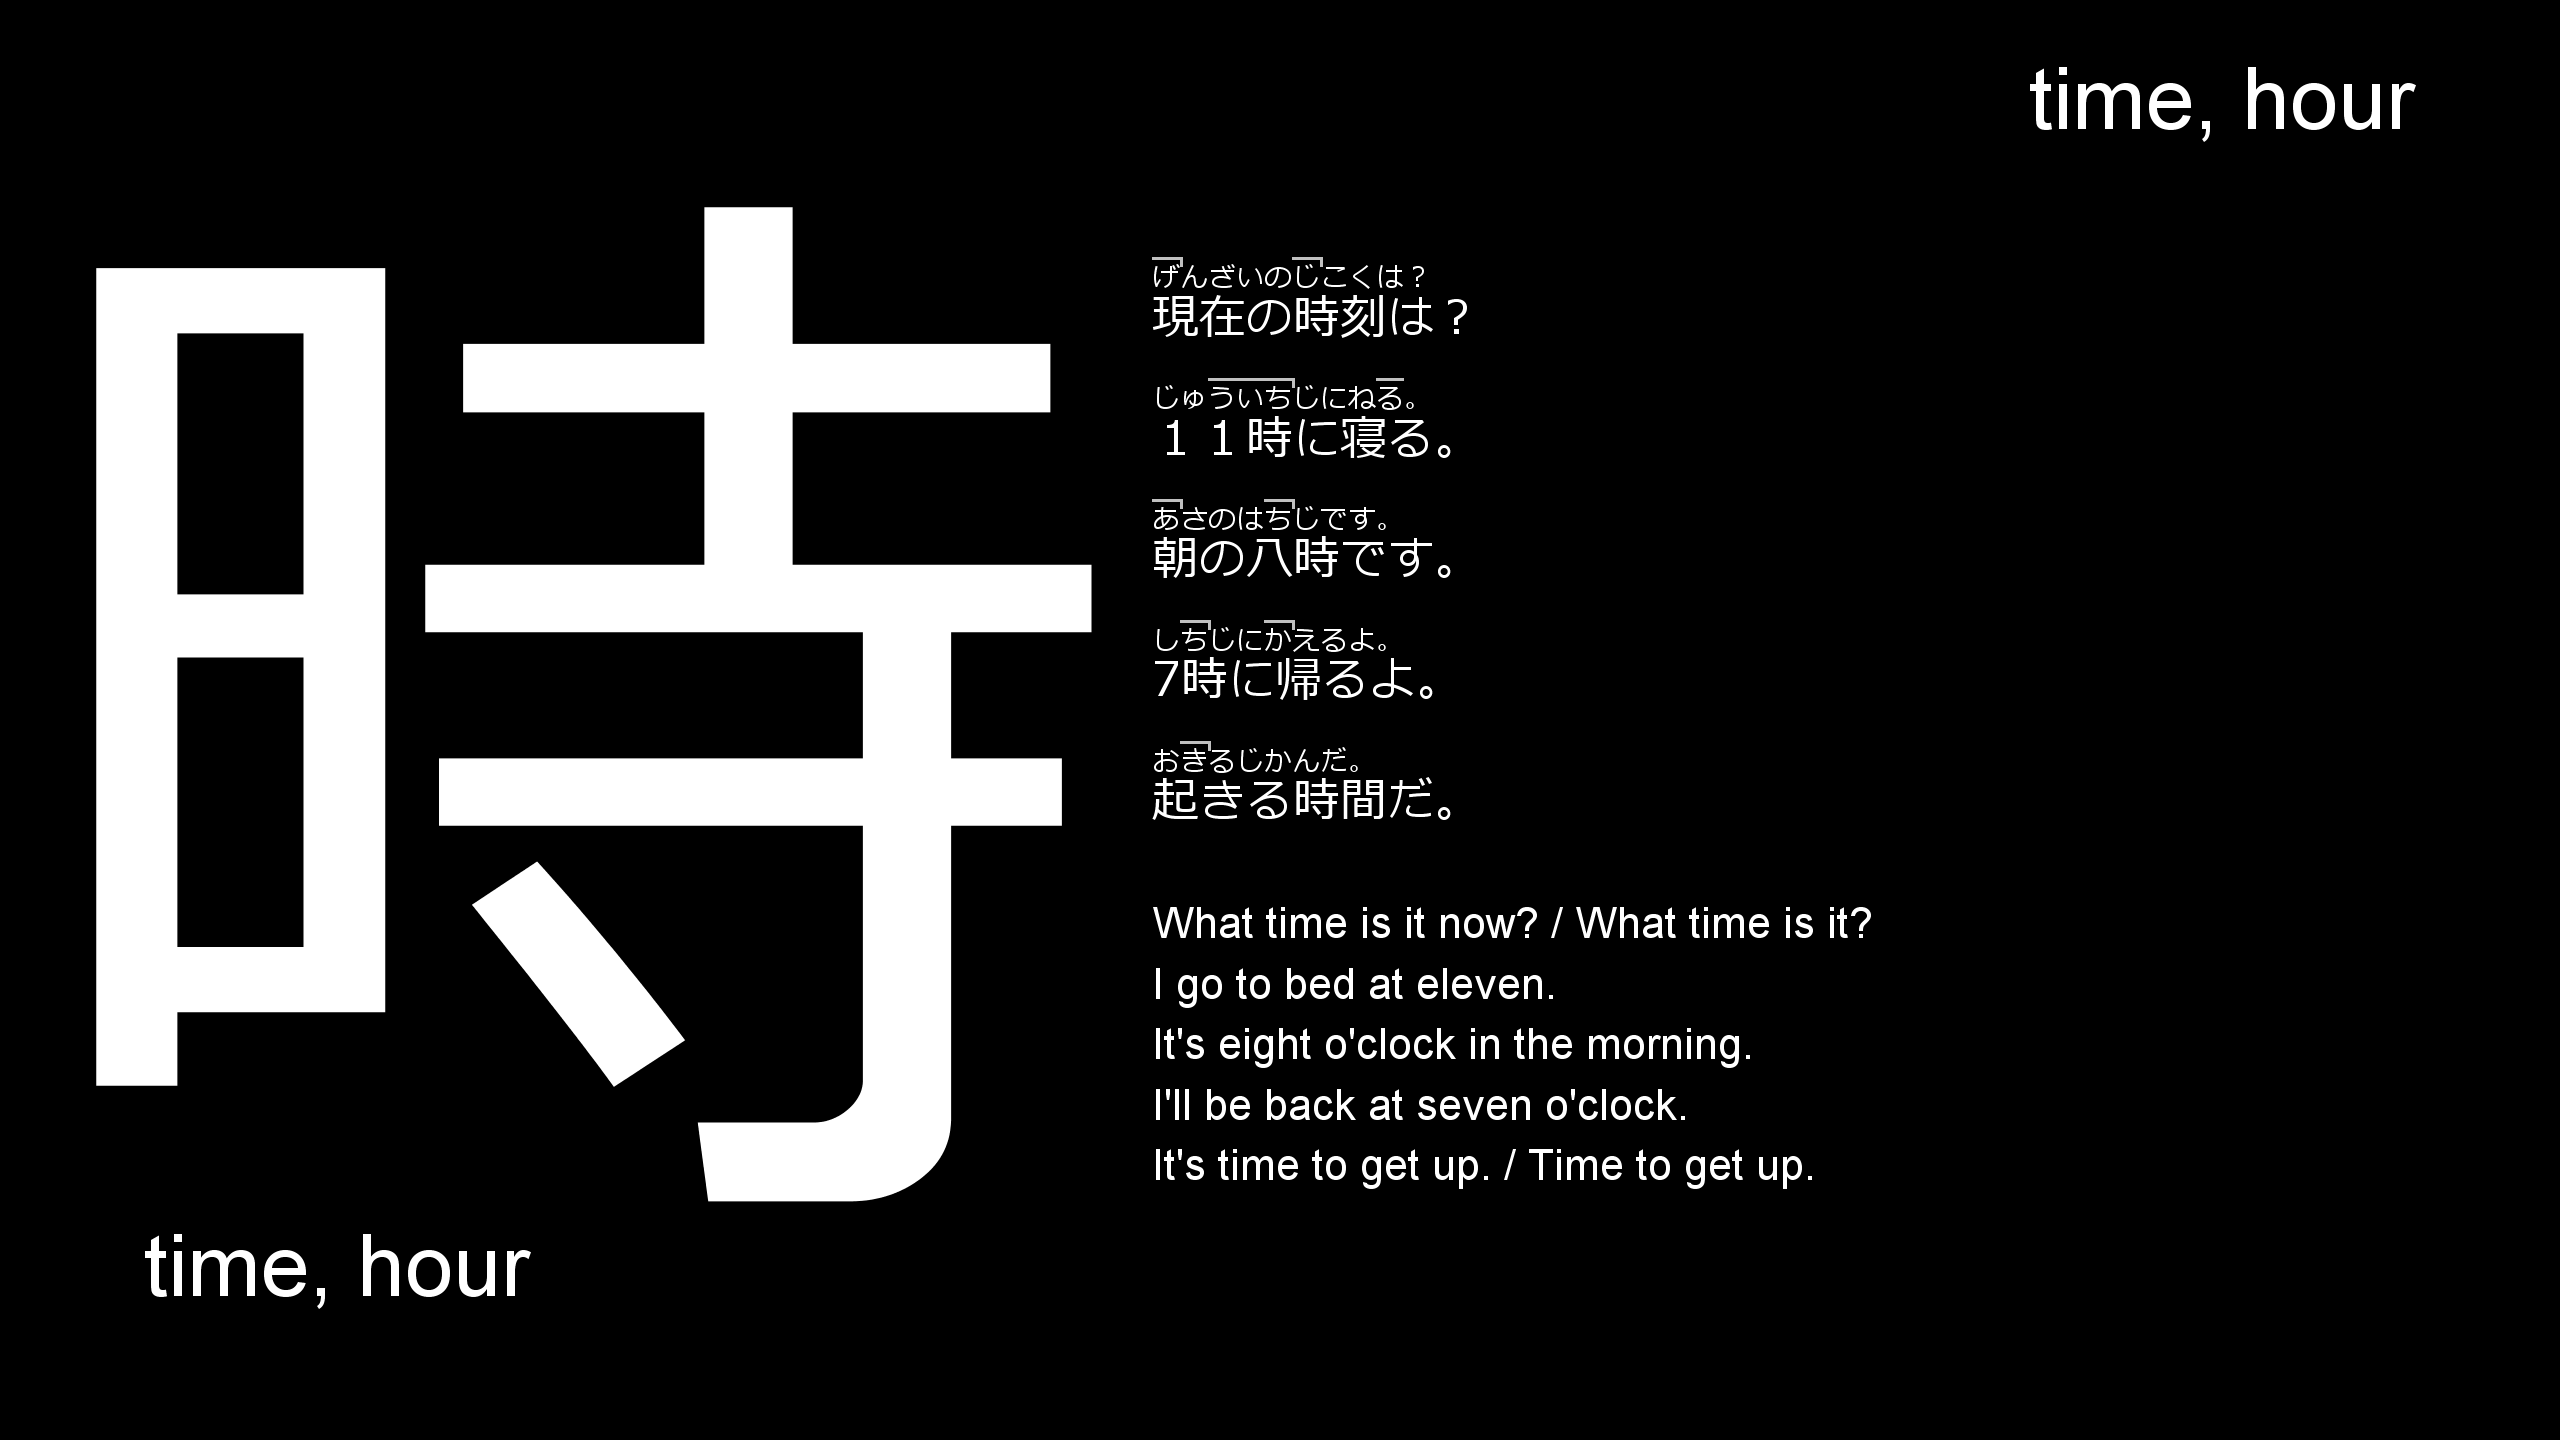 time, hour
時
time, hour
げんざいのじこくは？
現在の時刻は？
じゅういちじにねる。
１１時に寝る。
あさのはちじです。
朝の八時です。
しちじにかえるよ。
7時に帰るよ。
おきるじかんだ。
起きる時間だ。
What time is it now? / What time is it?
I go to bed at eleven.
It's eight o'clock in the morning.
I'll be back at seven o'clock.
It's time to get up. / Time to get up.